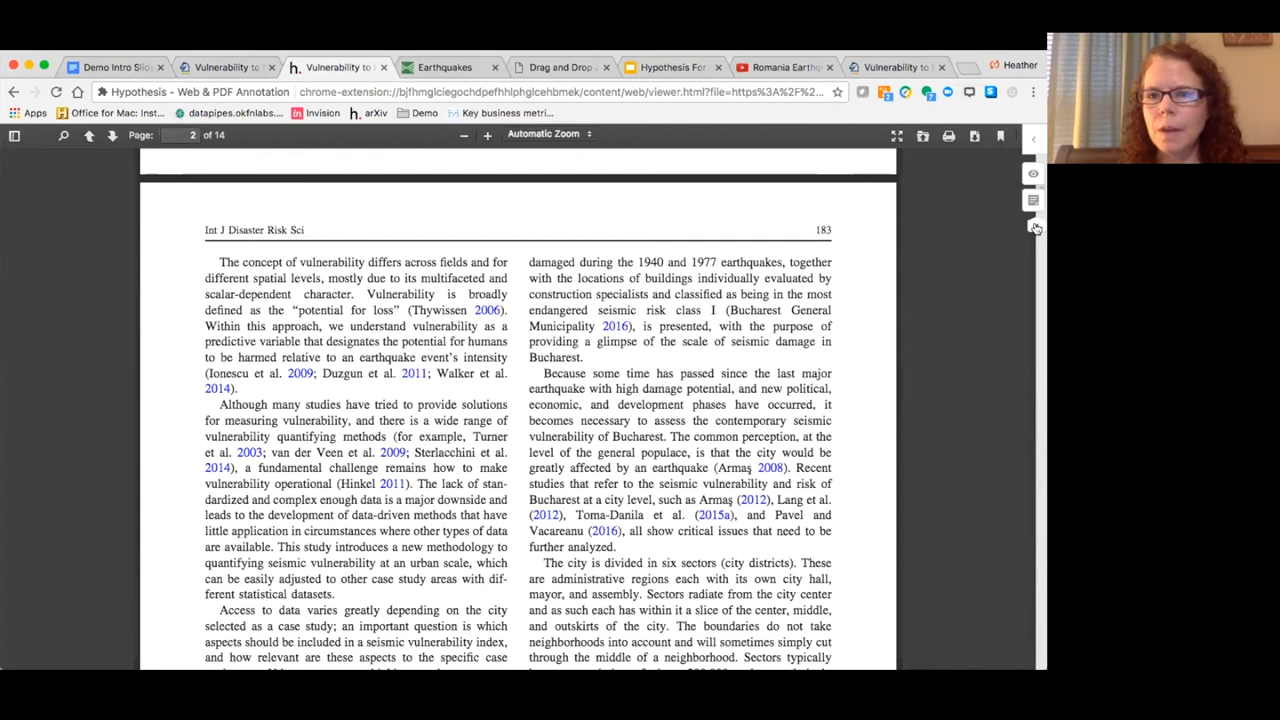 Demo Intro Slid
Vulnerability to
h. Vulnerability to
Earthquakes
Drag and Drop
Hypothesis For
Romania Earthq
Vulnerability to
Heather
Hypothesis - Web & PDF Annotation
chrome-extension://bjfhmglciegochdpefhhlphglcehbmek/content/web/viewer.html?file=https%3A%2F%2...
Apps
Office for Mac: Inst...
datapipes.okfnlabs...
in Invision
h. arXiv
Demo
Key business metri...
Page: 2 of 14
Automatic Zoom
Int J Disaster Risk Sci
183
The concept of vulnerability differs across fields and for
different spatial levels, mostly due to its multifaceted and
scalar-dependent character. Vulnerability is broadly
defined as the “potential for loss” (Thywissen 2006).
Within this approach, we understand vulnerability as a
predictive variable that designates the potential for humans
to be harmed relative to an earthquake event's intensity
(Ionescu et al. 2009; Duzgun et al. 2011; Walker et al.
2014).
Although many studies have tried to provide solutions
for measuring vulnerability, and there is a wide range of
vulnerability quantifying methods (for example, Turner
et al. 2003; van der Veen et al. 2009; Sterlacchini et al.
2014), a fundamental challenge remains how to make
vulnerability operational (Hinkel 2011). The lack of stan-
dardized and complex enough data is a major downside and
leads to the development of data-driven methods that have
little application in circumstances where other types of data
are available. This study introduces a new methodology to
quantifying seismic vulnerability at an urban scale, which
can be easily adjusted to other case study areas with dif-
ferent statistical datasets.
Access to data varies greatly depending on the city
selected as a case study; an important question is which
aspects should be included in a seismic vulnerability index,
and how relevant are these aspects to the specific case
damaged during the 1940 and 1977 earthquakes, together
with the locations of buildings individually evaluated by
construction specialists and classified as being in the most
endangered seismic risk class I (Bucharest General
Municipality 2016), is presented, with the purpose of
providing a glimpse of the scale of seismic damage in
Bucharest.
Because some time has passed since the last major
earthquake with high damage potential, and new political,
economic, and development phases have occurred, it
becomes necessary to assess the contemporary seismic
vulnerability of Bucharest. The common perception, at the
level of the general populace, is that the city would be
greatly affected by an earthquake (Armaş 2008). Recent
studies that refer to the seismic vulnerability and risk of
Bucharest at a city level, such as Armaş (2012), Lang et al.
(2012), Toma-Danila et al. (2015a), and Pavel and
Vacareanu (2016), all show critical issues that need to be
further analyzed.
The city is divided in six sectors (city districts). These
are administrative regions each with its own city hall,
mayor, and assembly. Sectors radiate from the city center
and as such each has within it a slice of the center, middle,
and outskirts of the city. The boundaries do not take
neighborhoods into account and will sometimes simply cut
through the middle of a neighborhood. Sectors typically